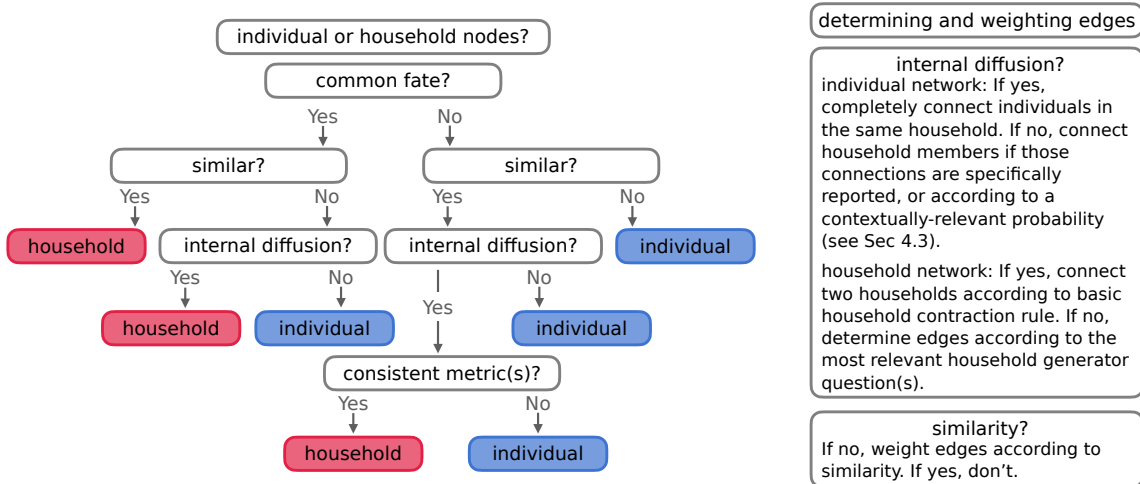 individual or household nodes?
common fate?
Yes
No
similar?
similar?
Yes
No
Yes
No
household
internal diffusion?
internal diffusion?
individual
Yes
No
Yes
No
household
individual
individual
consistent metric(s)?
Yes
No
household
individual
determining and weighting edges
internal diffusion?
individual network: If yes,
completely connect individuals in
the same household. If no, connect
household members if those
connections are specifically
reported, or according to a
contextually-relevant probability
(see Sec 4.3).
household network: If yes, connect
two households according to basic
household contraction rule. If no,
determine edges according to the
most relevant household generator
question(s).
similarity?
If no, weight edges according to
similarity. If yes, don’t.